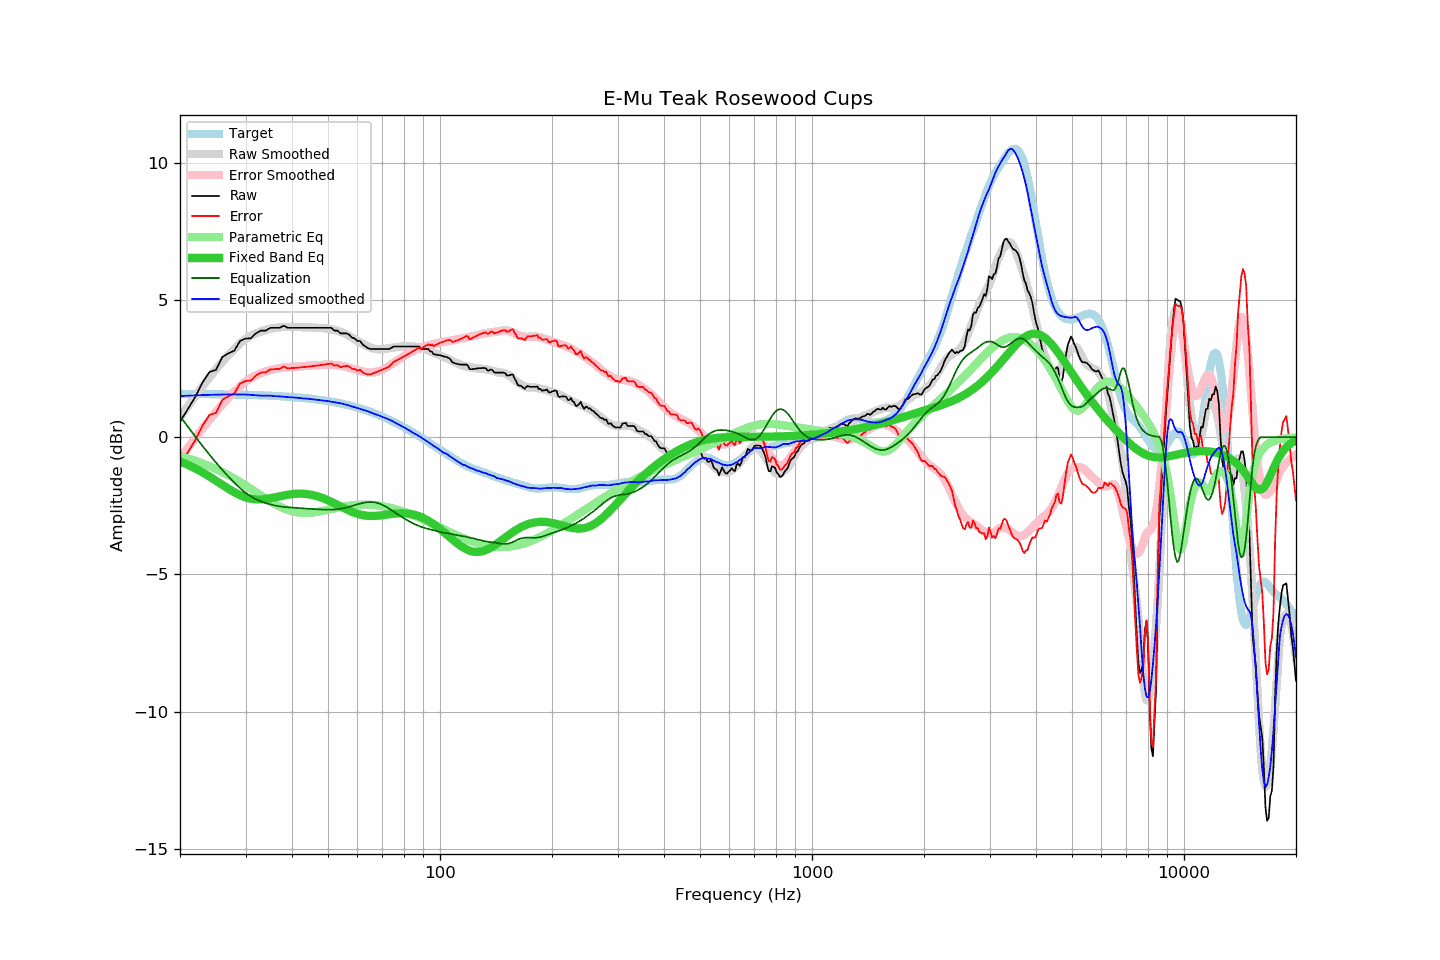 E-Mu Teak Rosewood Cups
Target
Raw Smoothed
Error Smoothed
Raw
Error
Parametric Eq
Fixed Band Eq
Equalization
Equalized smoothed
Amplitude (dBr)
10
5
0
−5
−10
−15
100
1000
10000
Frequency (Hz)